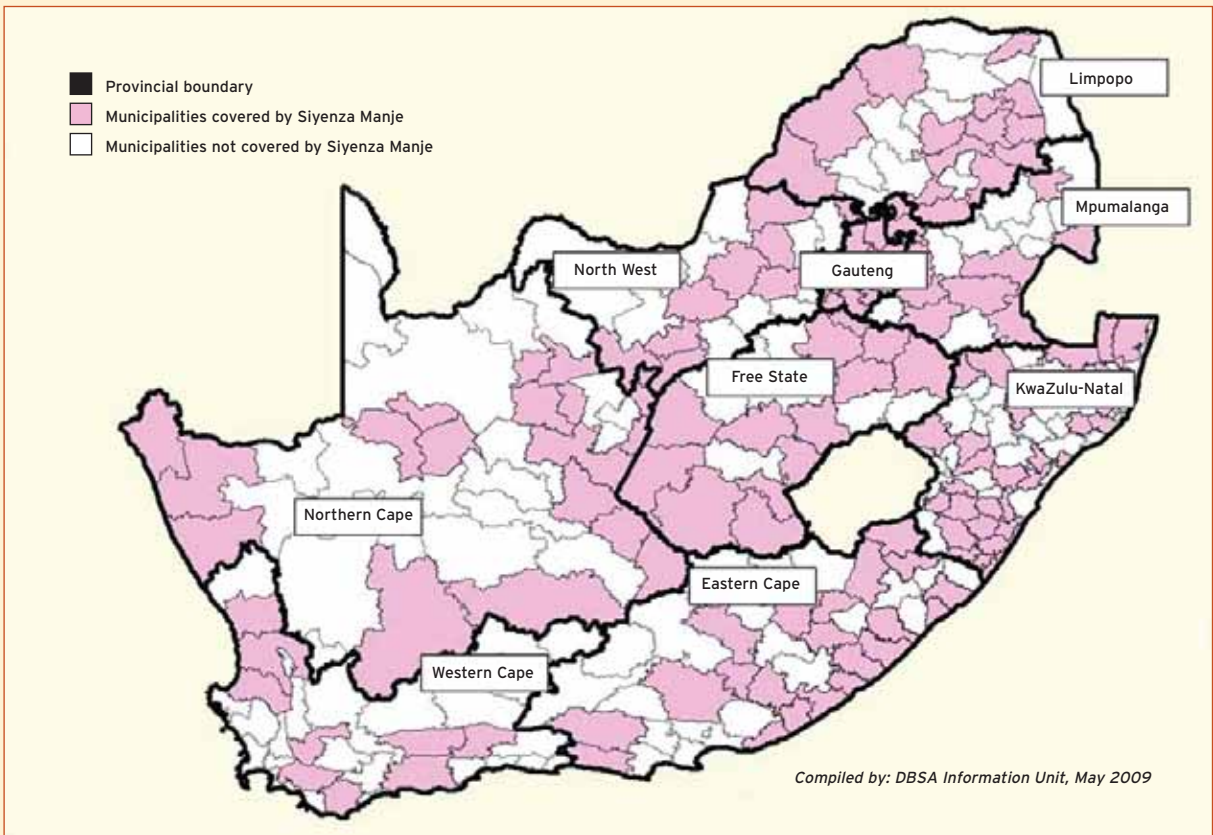 Provincial boundary
Municipalities covered by Siyenza Manje
Municipalities not covered by Siyenza Manje
Limpopo
Mpumalanga
North West
Gauteng
Free State
KwaZulu-Natal
Northern Cape
Eastern Cape
Western Cape
Compiled by: DBSA Information Unit, May 2009